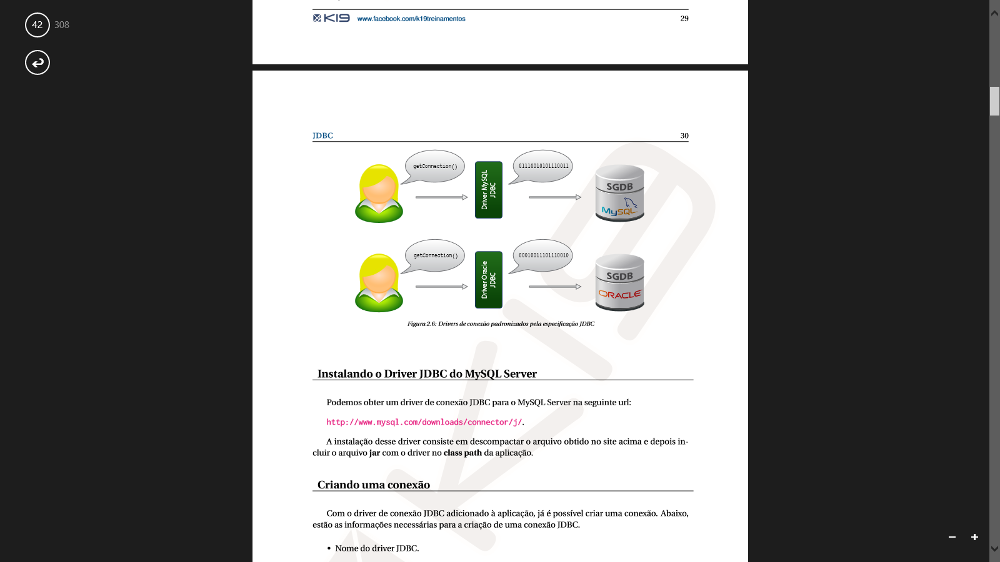 42 308
K19 www.facebook.com/k19treinamentos 29
JDBC 30
getConnection()
Driver MySQL
JDBC
01110010101110011
SGDB
MySQL
getConnection()
Driver Oracle
JDBC
00010011101110010
SGDB
ORACLE
Figura 2.6: Drivers de conexão padronizados pela especificação JDBC
Instalando o Driver JDBC do MySQL Server
Podemos obter um driver de conexão JDBC para o MySQL Server na seguinte url:
http://www.mysql.com/downloads/connector/j/.
A instalação desse driver consiste em descompactar o arquivo obtido no site acima e depois in-
cluir o arquivo jar com o driver no class path da aplicação.
Criando uma conexão
Com o driver de conexão JDBC adicionado à aplicação, já é possível criar uma conexão. Abaixo,
estão as informações necessárias para a criação de uma conexão JDBC.
• Nome do driver JDBC.